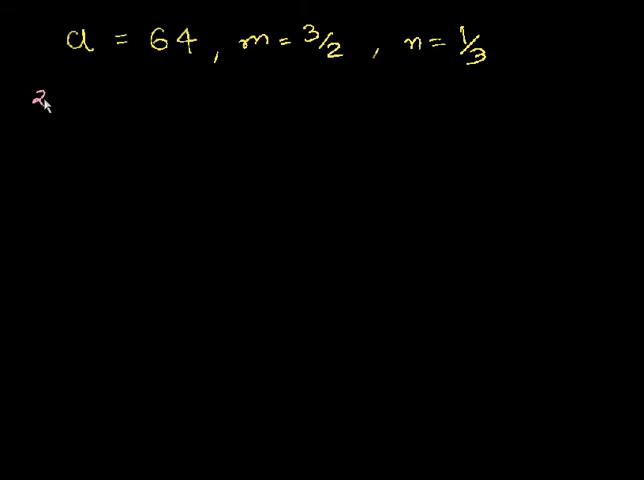 a = 64, m = 3/2, n = 1/3
2